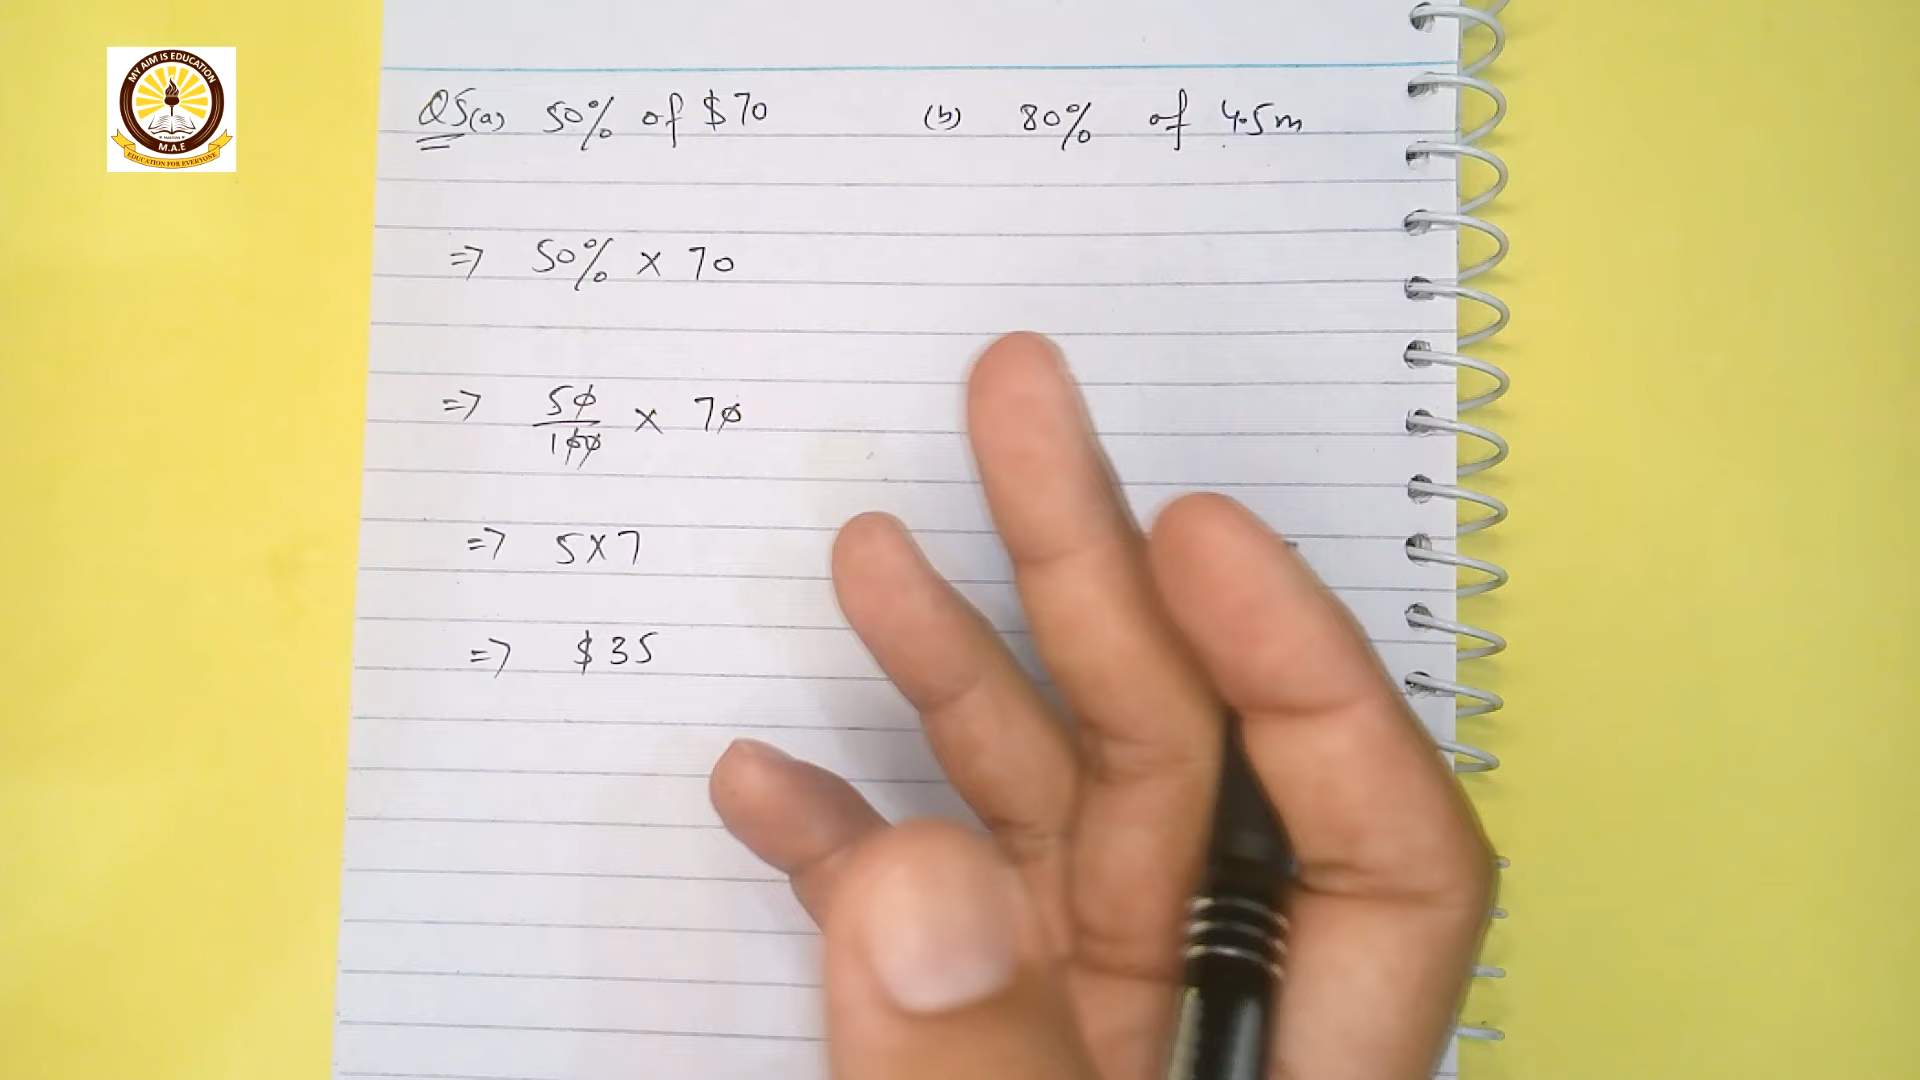 MY AIM IS EDUCATION
M.A.E
EDUCATION FOR EVERYONE
Q5(a) 50% of $70 (b) 80% of 4.5m
=> 50% × 70
=> 50/100 × 70
=> 5×7
=> $35